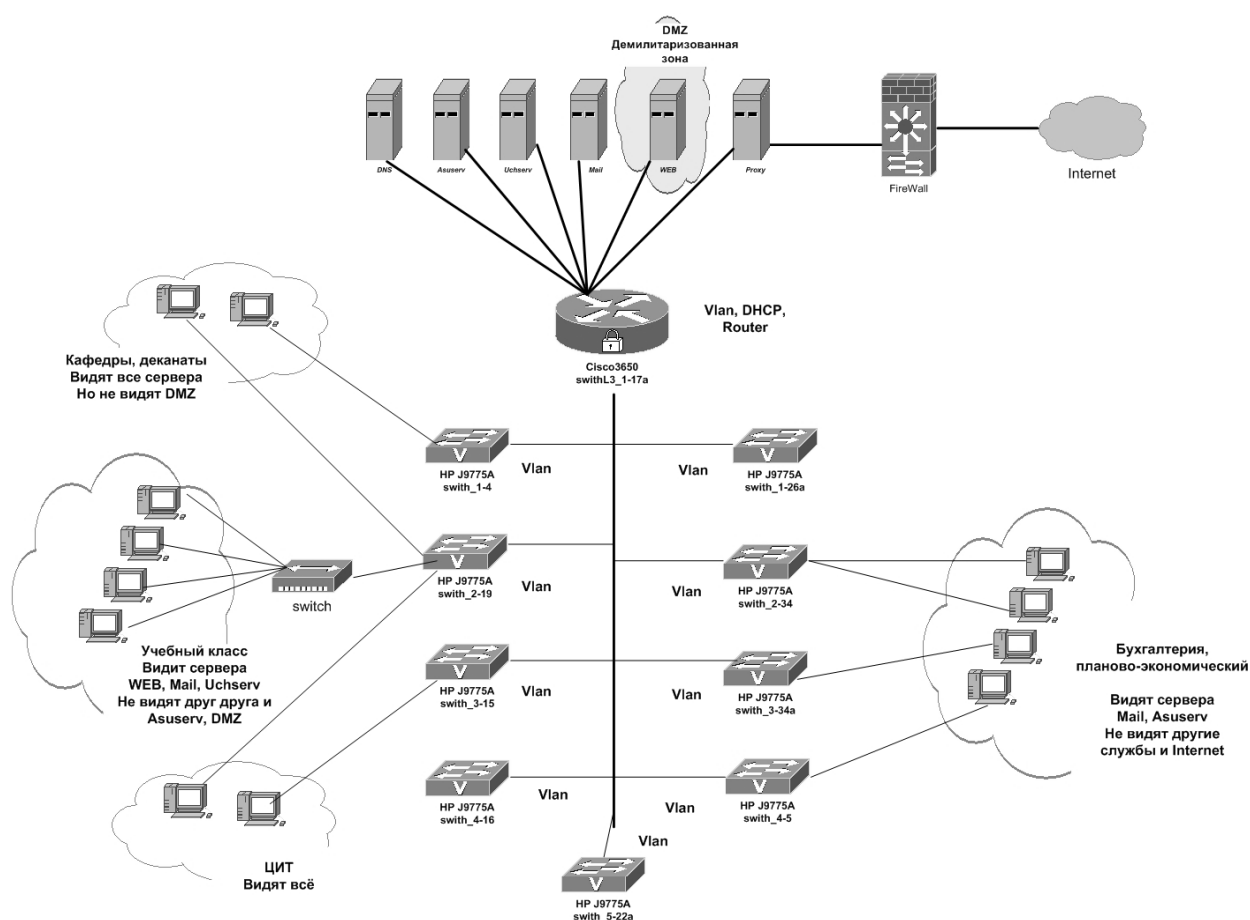 DMZ
Демилитаризованная
зона
DNS
Asuserv
Uchserv
Mail
WEB
Proxy
FireWall
Internet
Vlan, DHCP,
Router
Cisco3650
swithL3_1-17a
Кафедры, деканаты
Видят все сервера
Но не видят DMZ
HP J9775A
swith_1-4
Vlan
Vlan
HP J9775A
swith_1-26a
switch
HP J9775A
swith_2-19
Vlan
Vlan
HP J9775A
swith_2-34
Учебный класс
Видит сервера
WEB, Mail, Uchserv
Не видят друг друга и
Asuserv, DMZ
HP J9775A
swith_3-15
Vlan
Vlan
HP J9775A
swith_3-34a
Бухгалтерия,
планово-экономический
Видят сервера
Mail, Asuserv
Не видят другие
службы и Internet
HP J9775A
swith_4-16
Vlan
Vlan
HP J9775A
swith_4-5
ЦИТ
Видят всё
Vlan
HP J9775A
swith_5-22a